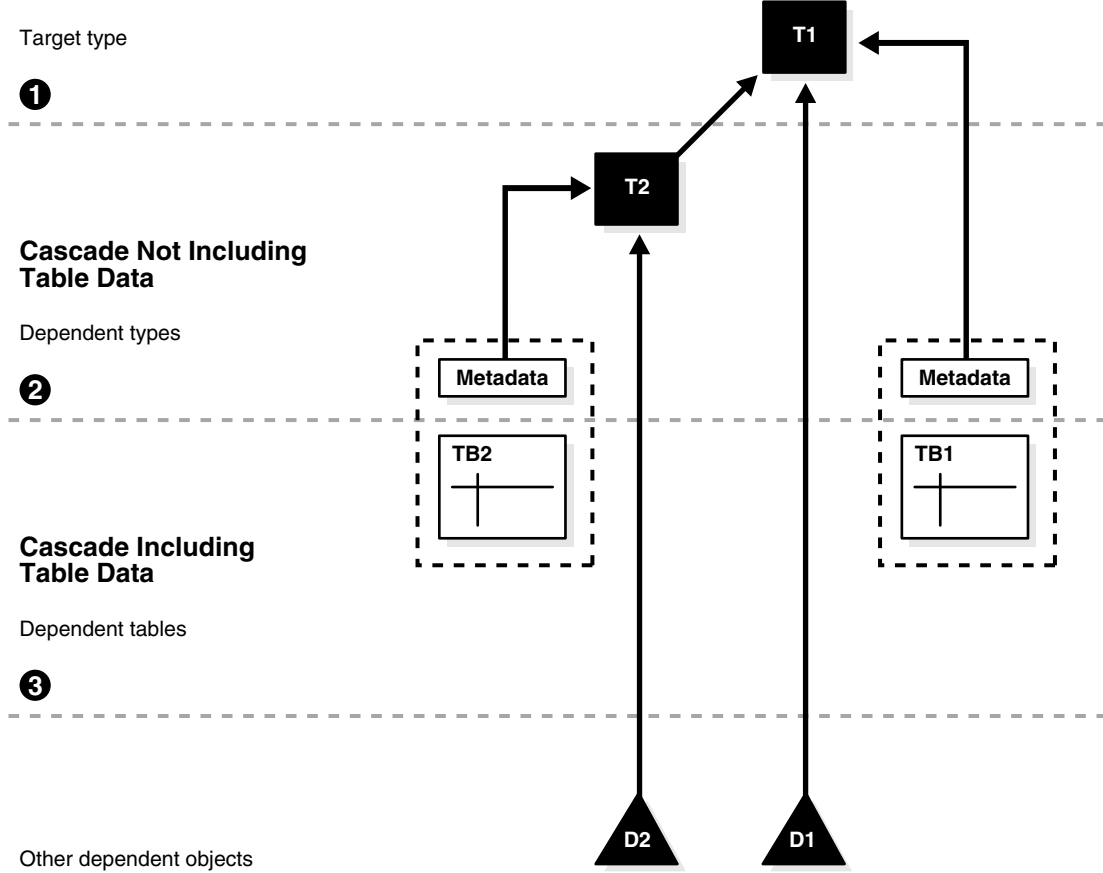 Target type
T1
❶
T2
Cascade Not Including
Table Data
Dependent types
Metadata
Metadata
❷
TB2
TB1
Cascade Including
Table Data
Dependent tables
❸
D2
D1
Other dependent objects